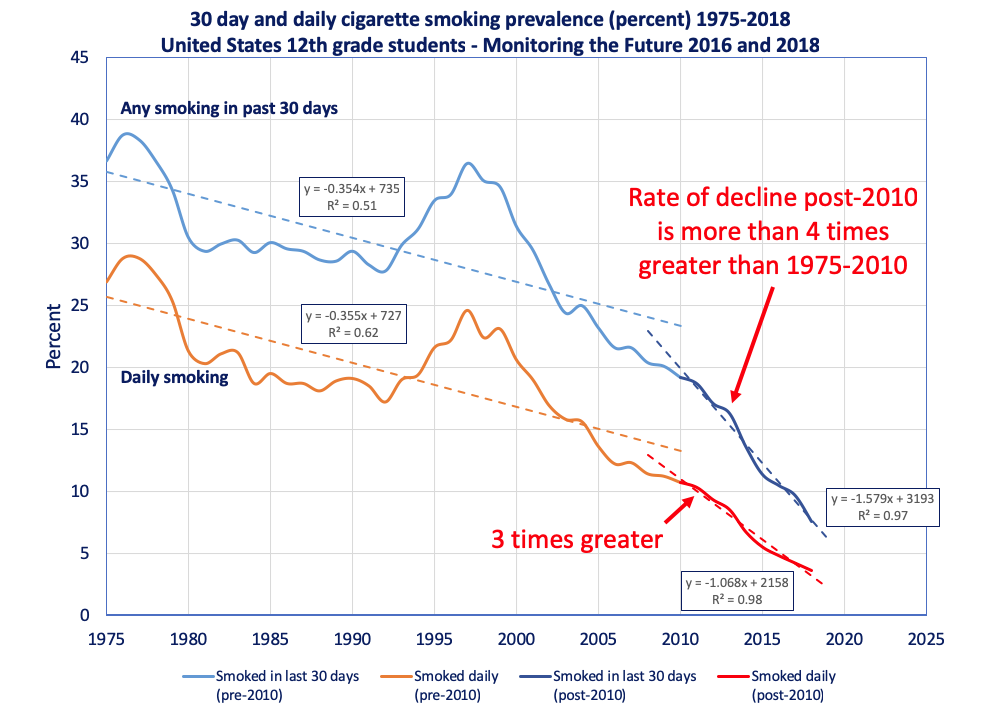 30 day and daily cigarette smoking prevalence (percent) 1975-2018
United States 12th grade students - Monitoring the Future 2016 and 2018
45
40
35
30
25
20
15
10
5
0
Percent
Any smoking in past 30 days
y = -0.354x + 735
R² = 0.51
Rate of decline post-2010
is more than 4 times
greater than 1975-2010
y = -0.355x + 727
R² = 0.62
Daily smoking
y = -1.579x + 3193
R² = 0.97
3 times greater
y = -1.068x + 2158
R² = 0.98
1975 1980 1985 1990 1995 2000 2005 2010 2015 2020 2025
Smoked in last 30 days
(pre-2010)
Smoked daily
(pre-2010)
Smoked in last 30 days
(post-2010)
Smoked daily
(post-2010)